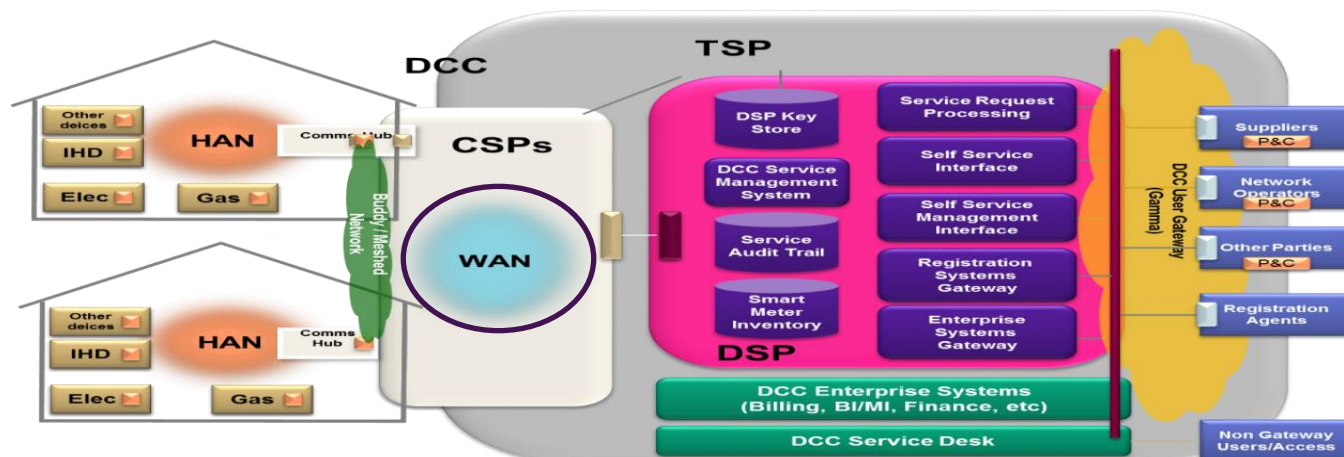 DCC
TSP
Other
deices
IHD
HAN
Comms Hub
Elec
Gas
Buddy / Meshed
Network
Other
deices
IHD
HAN
Comms
Hub
Elec
Gas
CSPs
WAN
DSP Key
Store
DCC Service
Management
System
Service
Audit Trail
Smart
Meter
Inventory
DSP
Service Request
Processing
Self Service
Interface
Self Service
Management
Interface
Registration
Systems
Gateway
Enterprise
Systems
Gateway
DCC User Gateway
(Gamma)
Suppliers
P&C
Network
Operators
P&C
Other Parties
P&C
Registration
Agents
DCC Enterprise Systems
(Billing, BI/MI, Finance, etc)
DCC Service Desk
Non Gateway
Users/Access